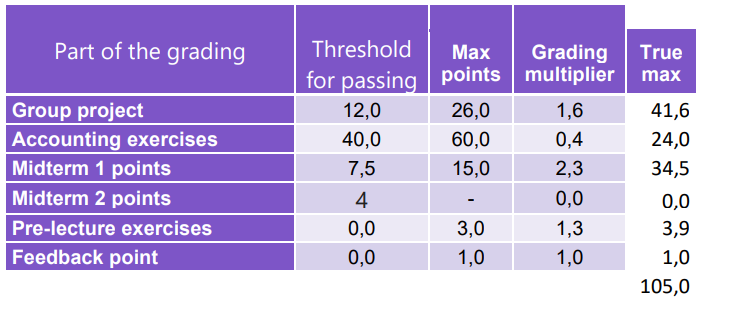 Part of the grading Threshold for passing Max points Grading multiplier True max
Group project 12,0 26,0 1,6 41,6
Accounting exercises 40,0 60,0 0,4 24,0
Midterm 1 points 7,5 15,0 2,3 34,5
Midterm 2 points 4 - 0,0 0,0
Pre-lecture exercises 0,0 3,0 1,3 3,9
Feedback point 0,0 1,0 1,0 1,0
105,0